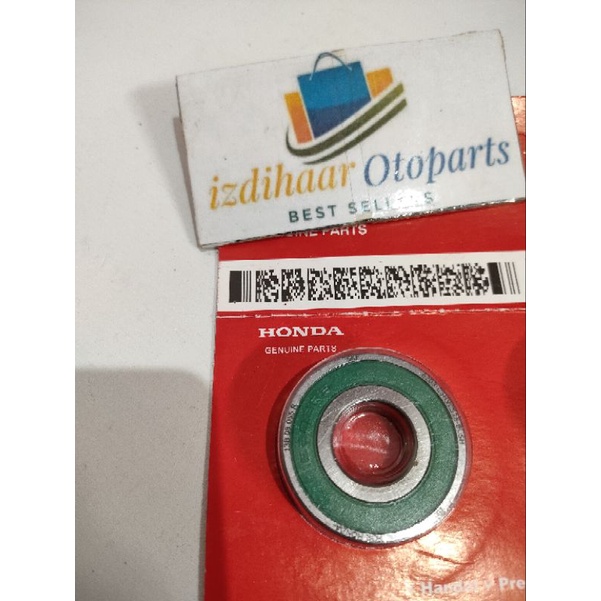 izdihaar Otoparts
BEST SELLERS
GENUINE PARTS
HONDA
GENUINE PARTS